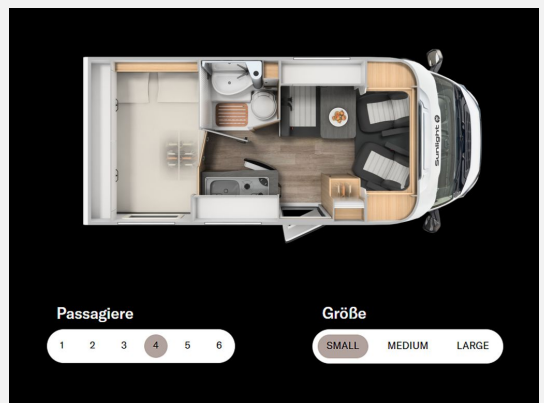 Sunlight
Passagiere
Größe
1 2 3 4 5 6
SMALL MEDIUM LARGE